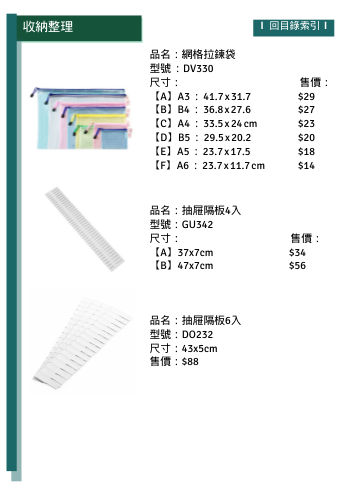 收納整理
I 回目錄索引 I
品名：網格拉鍊袋
型號：DV330
尺寸： 售價：
【A】A3 : 41.7x31.7 $29
【B】B4 : 36.8x27.6 $27
【C】A4 : 33.5x24cm $23
【D】B5 : 29.5x20.2 $20
【E】A5 : 23.7x17.5 $18
【F】A6 : 23.7x11.7cm $14
品名：抽屜隔板4入
型號：GU342
尺寸： 售價：
【A】37x7cm $34
【B】47x7cm $56
品名：抽屜隔板6入
型號：DO232
尺寸：43x5cm
售價：$88